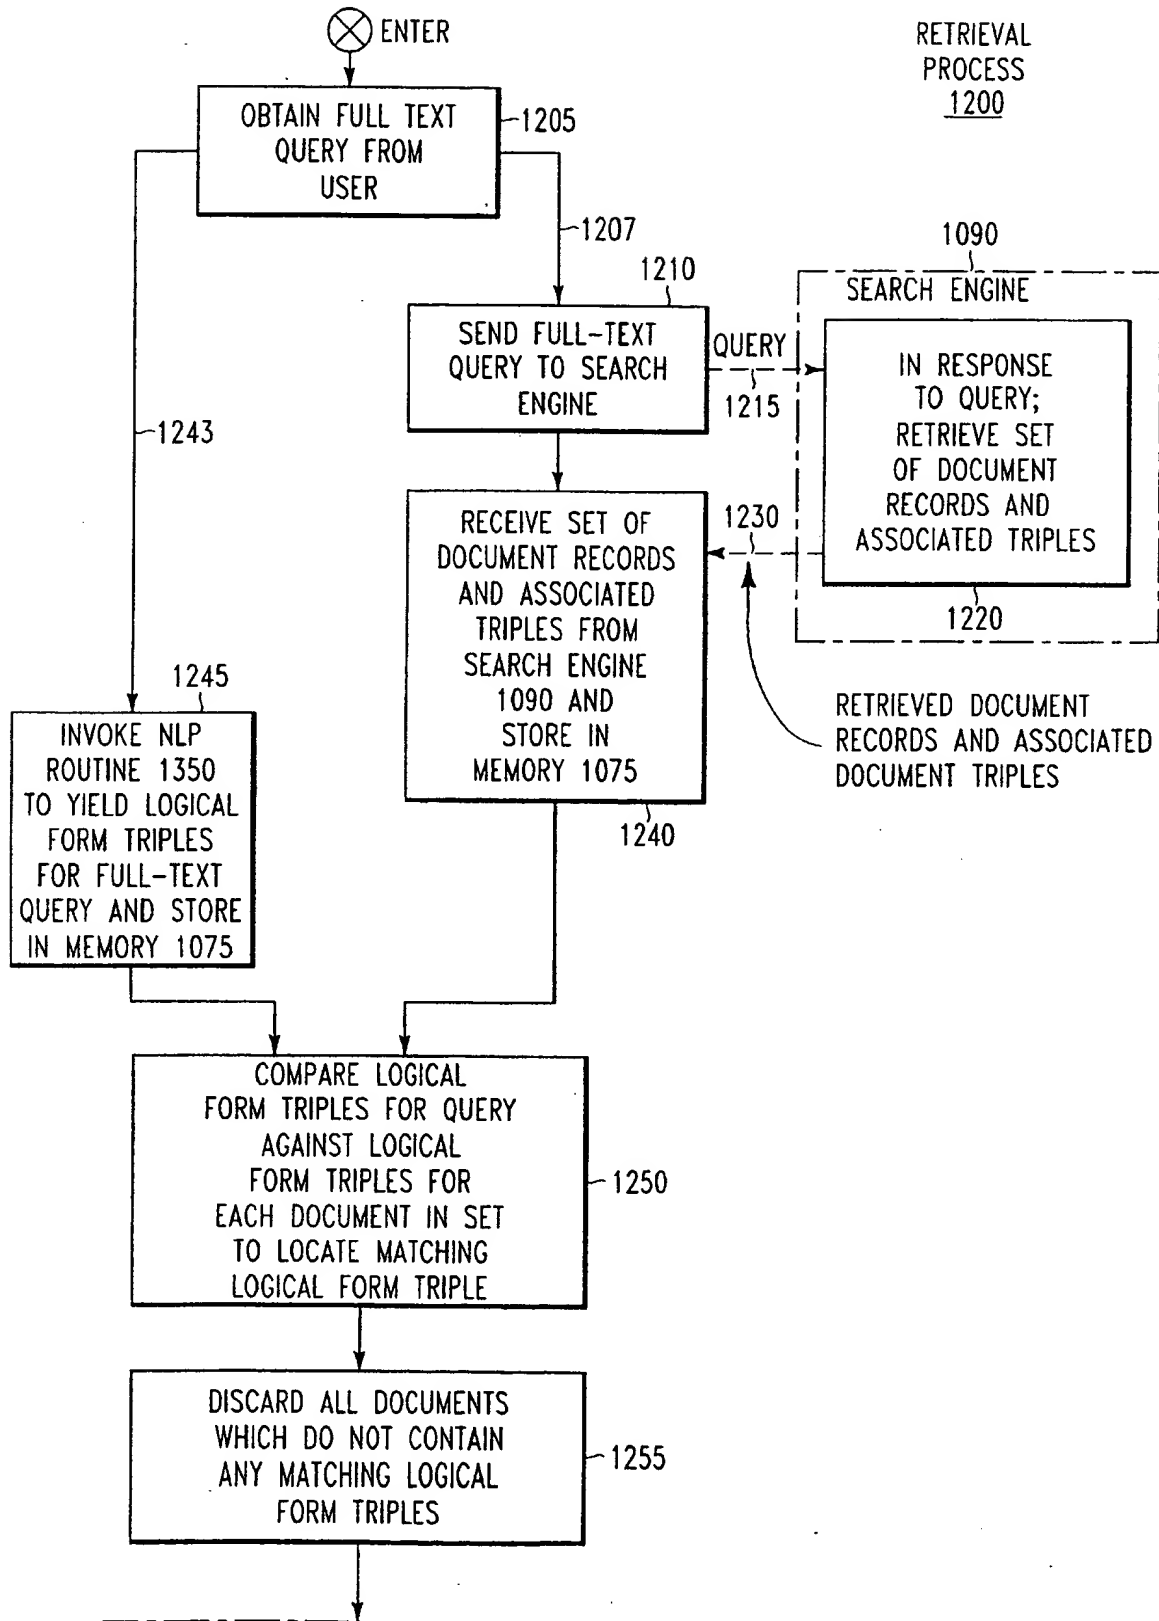 ENTER
RETRIEVAL
PROCESS
1200
OBTAIN FULL TEXT
QUERY FROM
USER
1205
1207
1243
1210
SEND FULL-TEXT
QUERY TO SEARCH
ENGINE
QUERY
1215
1090
SEARCH ENGINE
IN RESPONSE
TO QUERY;
RETRIEVE SET
OF DOCUMENT
RECORDS AND
ASSOCIATED TRIPLES
1220
1230
RETRIEVED DOCUMENT
RECORDS AND ASSOCIATED
DOCUMENT TRIPLES
RECEIVE SET OF
DOCUMENT RECORDS
AND ASSOCIATED
TRIPLES FROM
SEARCH ENGINE
1090 AND
STORE IN
MEMORY 1075
1240
1245
INVOKE NLP
ROUTINE 1350
TO YIELD LOGICAL
FORM TRIPLES
FOR FULL-TEXT
QUERY AND STORE
IN MEMORY 1075
COMPARE LOGICAL
FORM TRIPLES FOR QUERY
AGAINST LOGICAL
FORM TRIPLES FOR
EACH DOCUMENT IN SET
TO LOCATE MATCHING
LOGICAL FORM TRIPLE
1250
DISCARD ALL DOCUMENTS
WHICH DO NOT CONTAIN
ANY MATCHING LOGICAL
FORM TRIPLES
1255